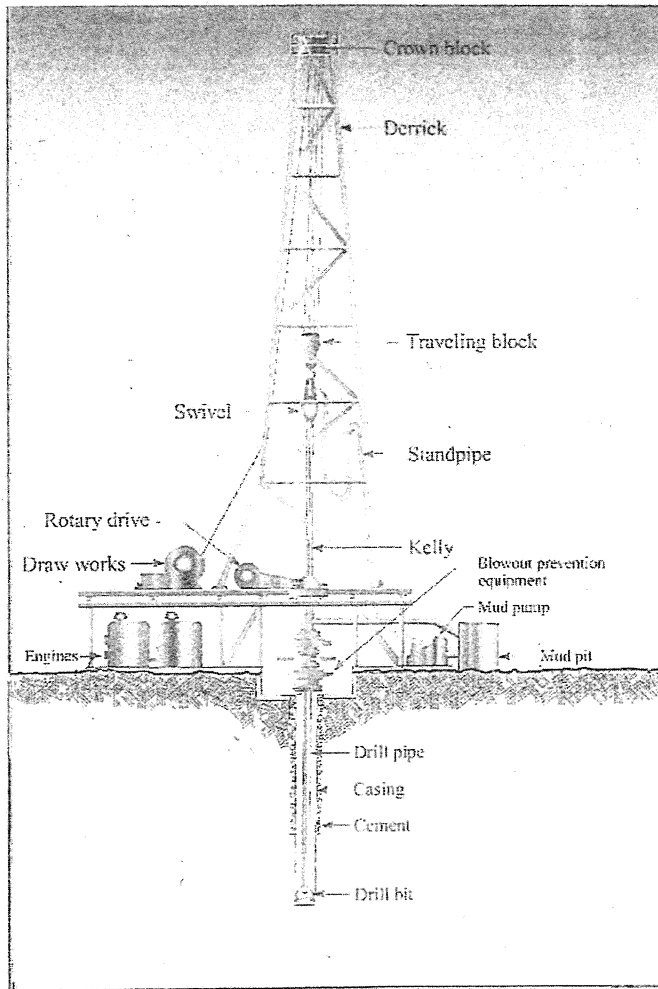 Crown block
Derrick
Traveling block
Swivel
Standpipe
Rotary drive
Kelly
Draw works
Blowout prevention
equipment
Mud pump
Engines
Mud pit
Drill pipe
Casing
Cement
Drill bit